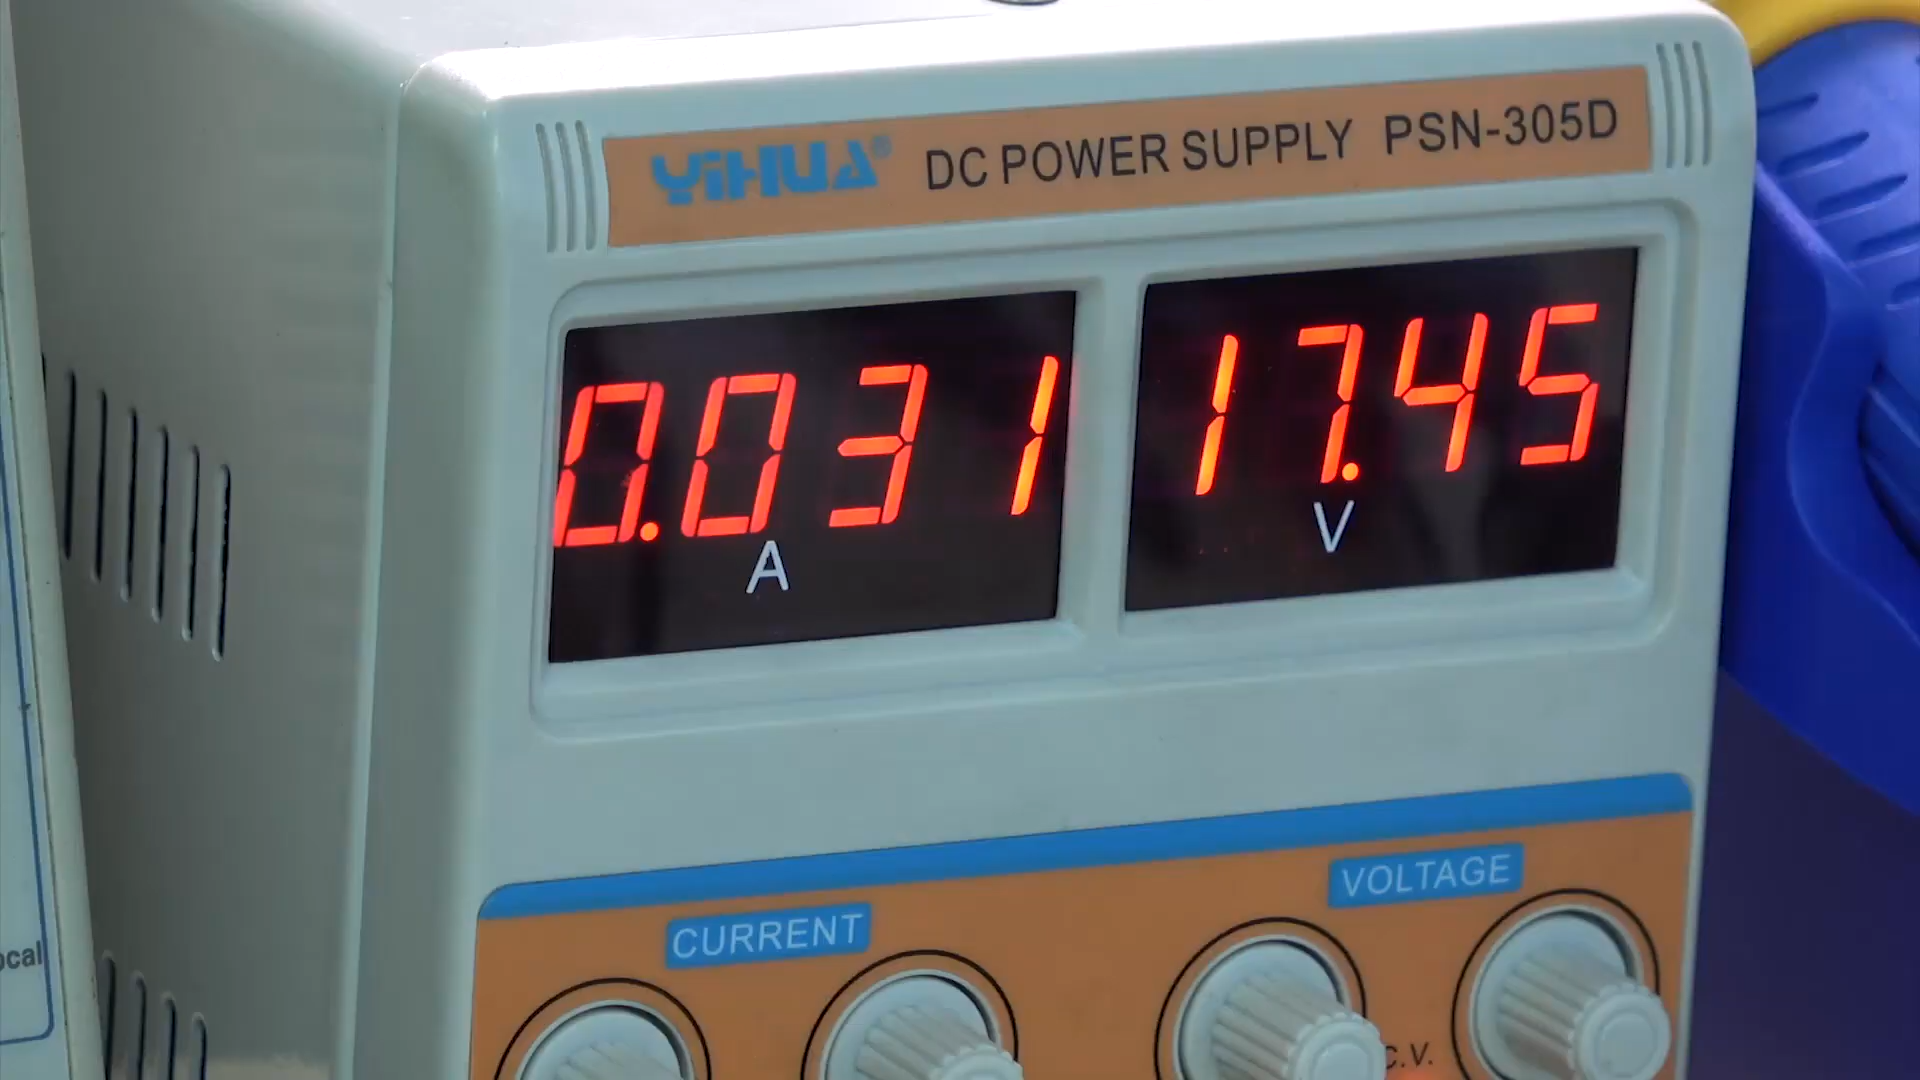 YIHUA® DC POWER SUPPLY PSN-305D
0.031 17.45
A V
CURRENT VOLTAGE
C.V.
ocal